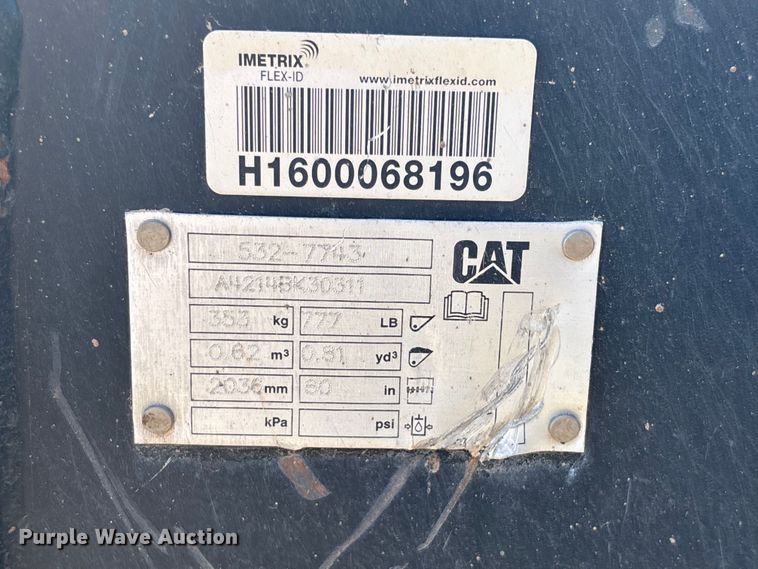 IMETRIX
FLEX-ID
www.imetrixflexid.com
H1600068196
532-7743
CAT
A4214BK30311
353 kg 777 LB
0.62 m³ 0.81 yd³
2036 mm 80 in
kPa psi
Purple Wave Auction